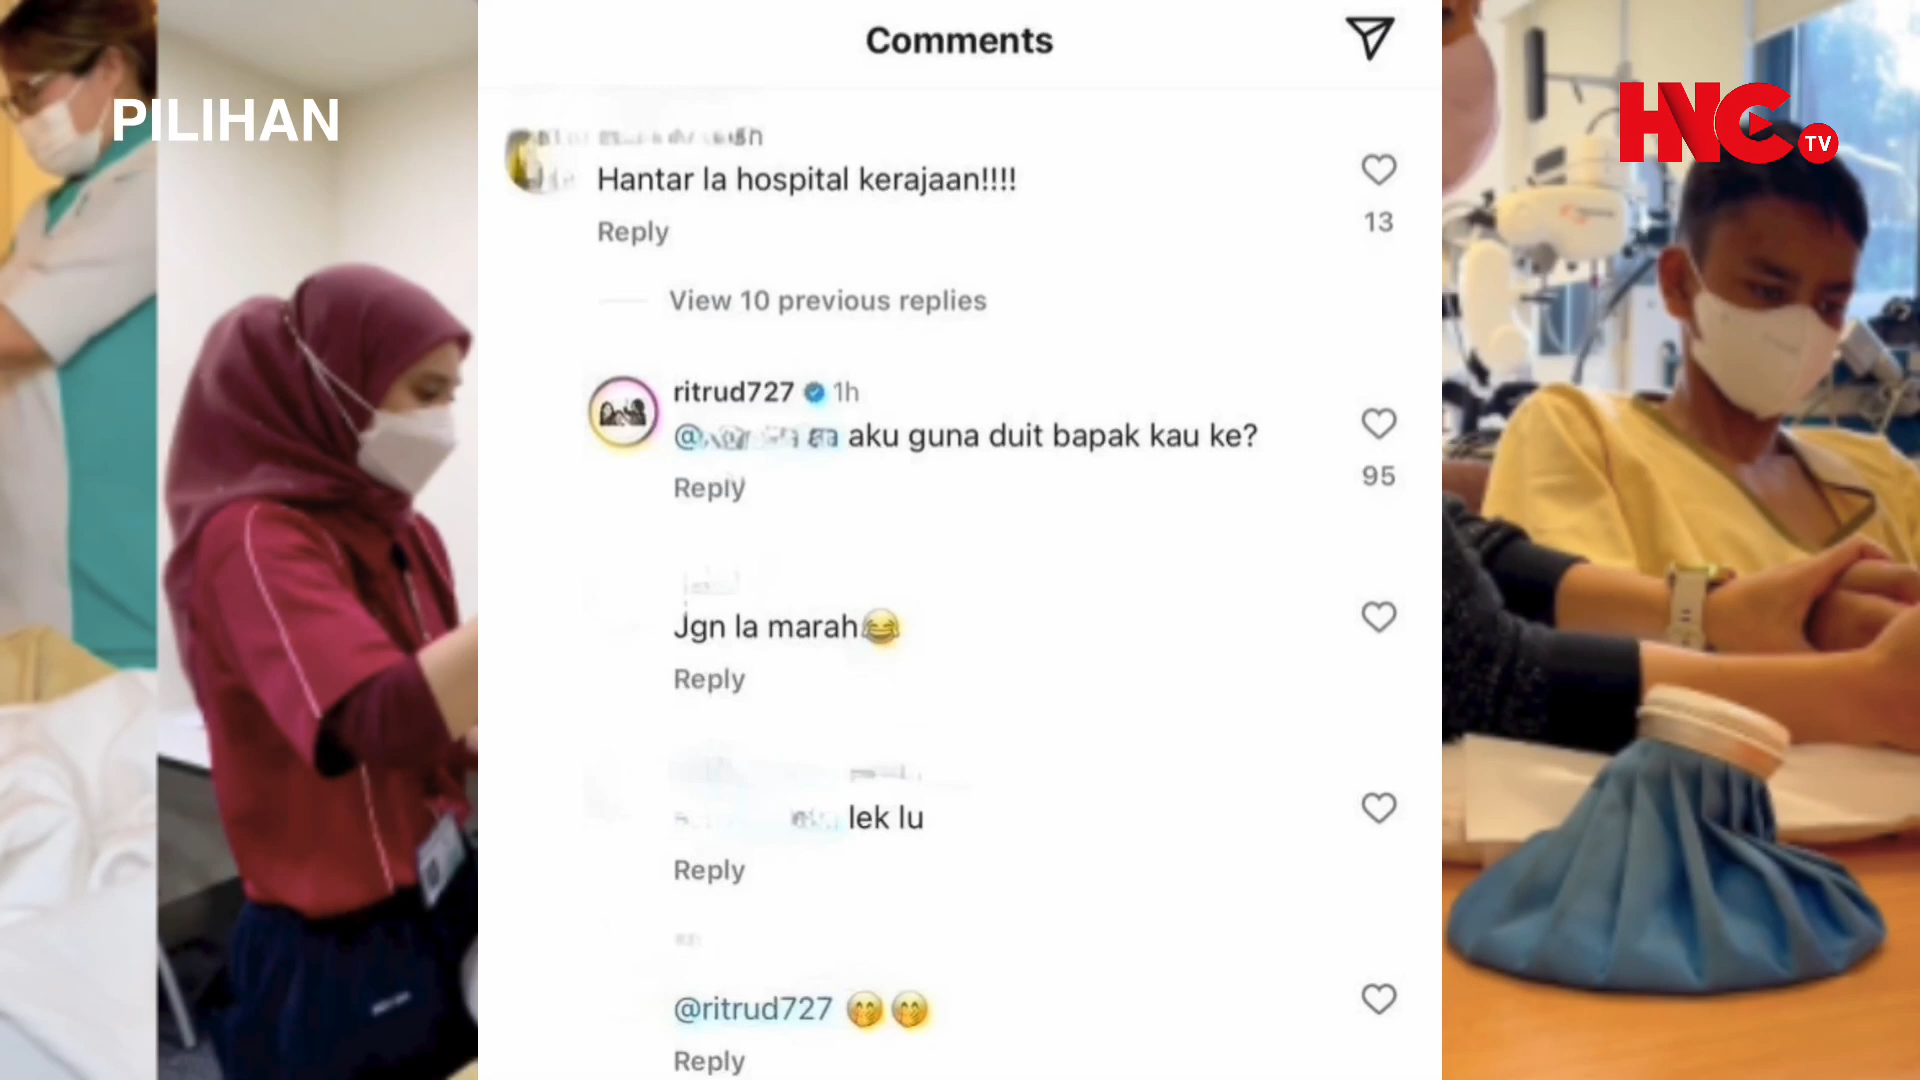 PILIHAN
HNC
TV
Comments
Hantar la hospital kerajaan!!!!
13
Reply
View 10 previous replies
ritrud727 1h
@ aku guna duit bapak kau ke?
95
Reply
Jgn la marah😂
Reply
lek lu
Reply
@ritrud727 🤭🤭
Reply